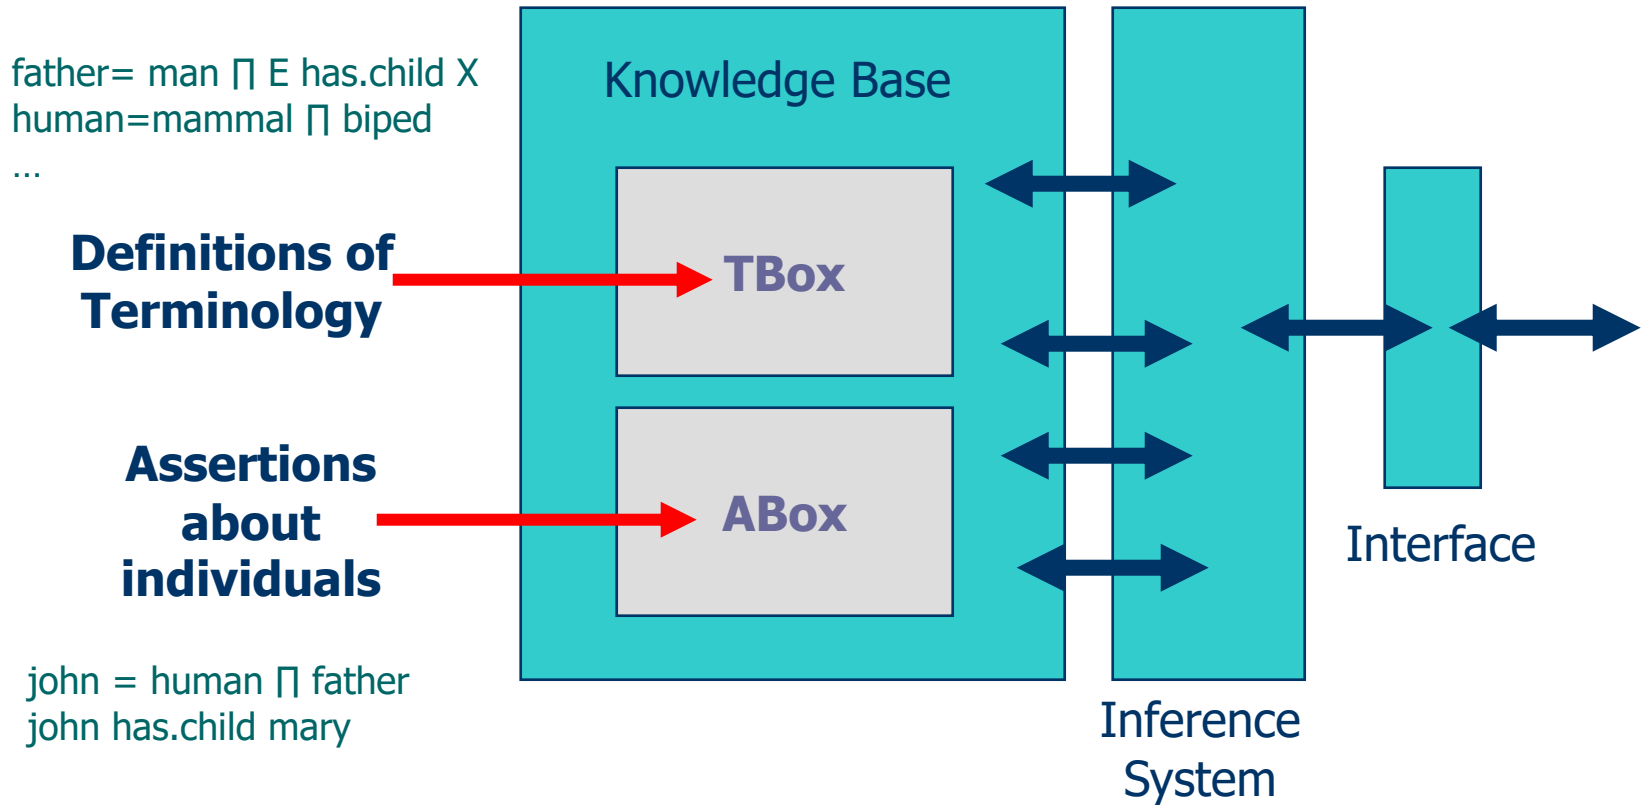 father= man ∏ E has.child X
human=mammal ∏ biped
...
Knowledge Base
Definitions of
Terminology
TBox
Assertions
about
individuals
ABox
Interface
john = human ∏ father
john has.child mary
Inference
System